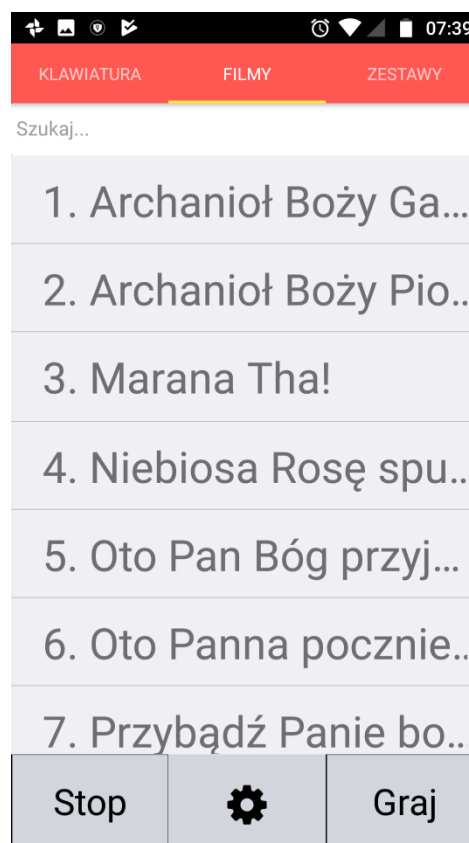 07:39
KLAWIATURA FILMY ZESTAWY
Szukaj...
1. Archanioł Boży Ga...
2. Archanioł Boży Pio..
3. Marana Tha!
4. Niebiosa Rosę spu..
5. Oto Pan Bóg przyj...
6. Oto Panna pocznie..
7. Przybądź Panie bo..
Stop Graj